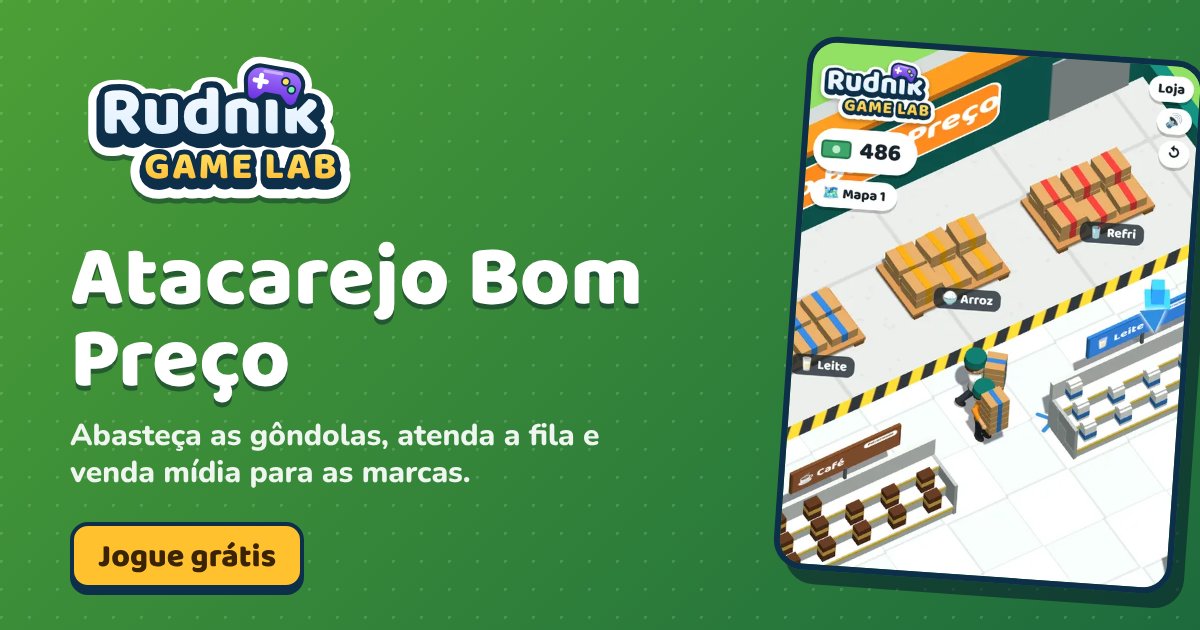 Rudnik
GAME LAB
Atacarejo Bom
Preço
Abasteça as gôndolas, atenda a fila e
venda mídia para as marcas.
Jogue grátis
Rudnik
GAME LAB
Preço
Loja
486
Mapa 1
Refri
Arroz
Leite
Leite
Café